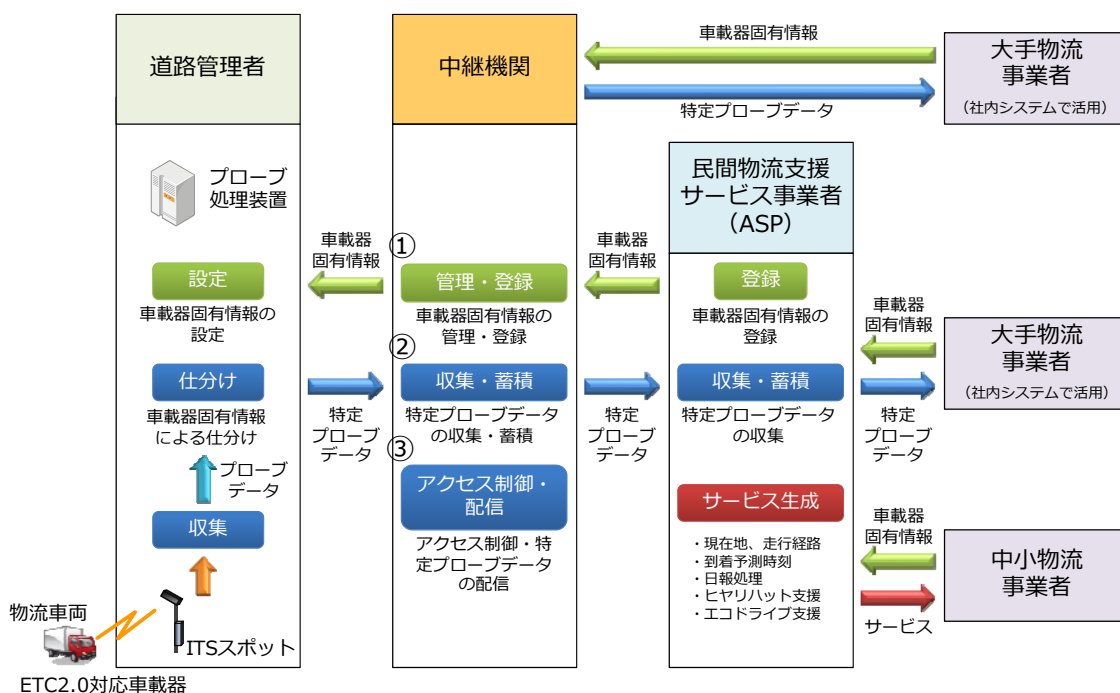 道路管理者
プローブ
処理装置
設定
車載器固有情報の
設定
仕分け
車載器固有情報
による仕分け
プローブ
データ
収集
物流車両
ITSスポット
ETC2.0対応車載器
車載器
固有情報
特定
プローブ
データ
中継機関
①
管理・登録
車載器固有情報の
管理・登録
②
収集・蓄積
特定プローブデータ
の収集・蓄積
③
アクセス制御・
配信
アクセス制御・特
定プローブデータ
の配信
車載器固有情報
特定プローブデータ
車載器
固有情報
特定
プローブ
データ
民間物流支援
サービス事業者
（ASP）
登録
車載器固有情報の
登録
収集・蓄積
特定プローブデータ
の収集
サービス生成
・現在地、走行経路
・到着予測時刻
・日報処理
・ヒヤリハット支援
・エコドライブ支援
大手物流
事業者
（社内システムで活用）
車載器
固有情報
特定
プローブ
データ
大手物流
事業者
（社内システムで活用）
車載器
固有情報
サービス
中小物流
事業者